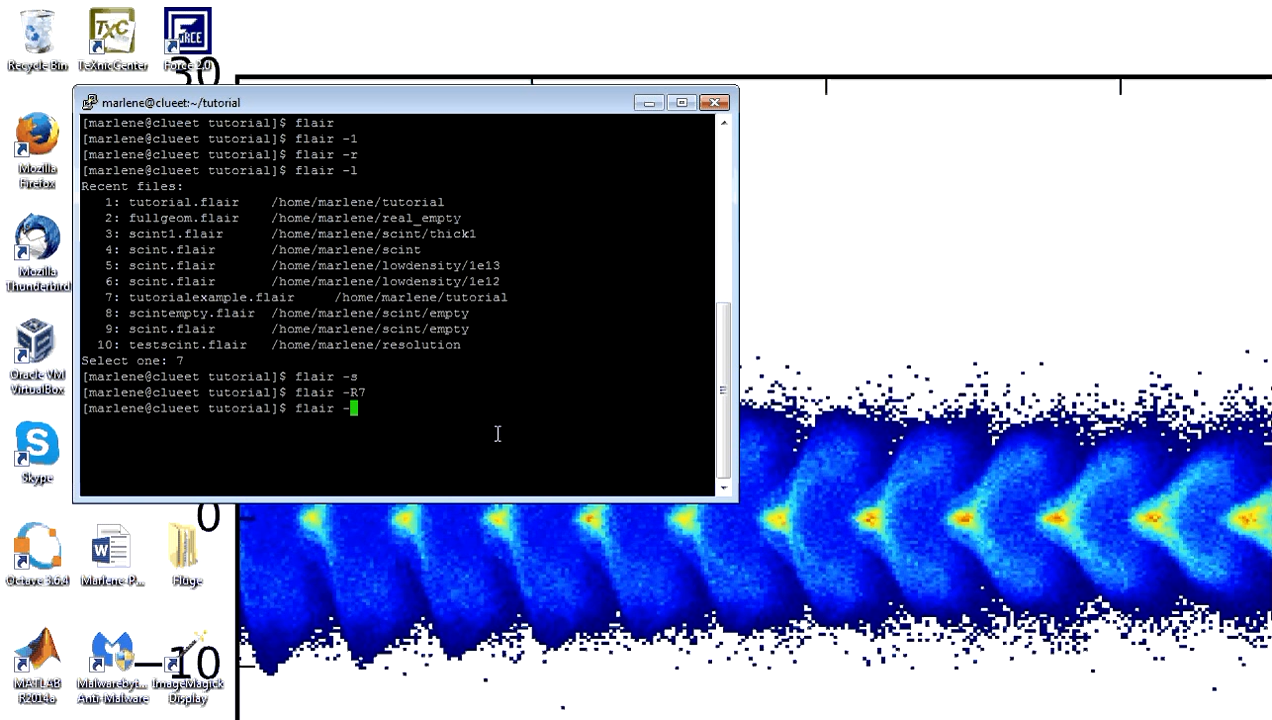 Recycle Bin
TeXnicCenter
FORCE
Force 2.0
Mozilla Firefox
Mozilla Thunderbird
Oracle VM VirtualBox
Skype
Octave 3.6.4
Marlene-P...
Flüge
MATLAB R2014a
Malwarebyt... Anti-Malware
ImageMagick Display
30
0
-10
marlene@clueet:~/tutorial
[marlene@clueet tutorial]$ flair
[marlene@clueet tutorial]$ flair -1
[marlene@clueet tutorial]$ flair -r
[marlene@clueet tutorial]$ flair -l
Recent files:
1: tutorial.flair /home/marlene/tutorial
2: fullgeom.flair /home/marlene/real_empty
3: scint1.flair /home/marlene/scint/thick1
4: scint.flair /home/marlene/scint
5: scint.flair /home/marlene/lowdensity/1e13
6: scint.flair /home/marlene/lowdensity/1e12
7: tutorialexample.flair /home/marlene/tutorial
8: scintempty.flair /home/marlene/scint/empty
9: scint.flair /home/marlene/scint/empty
10: testscint.flair /home/marlene/resolution
Select one: 7
[marlene@clueet tutorial]$ flair -s
[marlene@clueet tutorial]$ flair -R7
[marlene@clueet tutorial]$ flair -